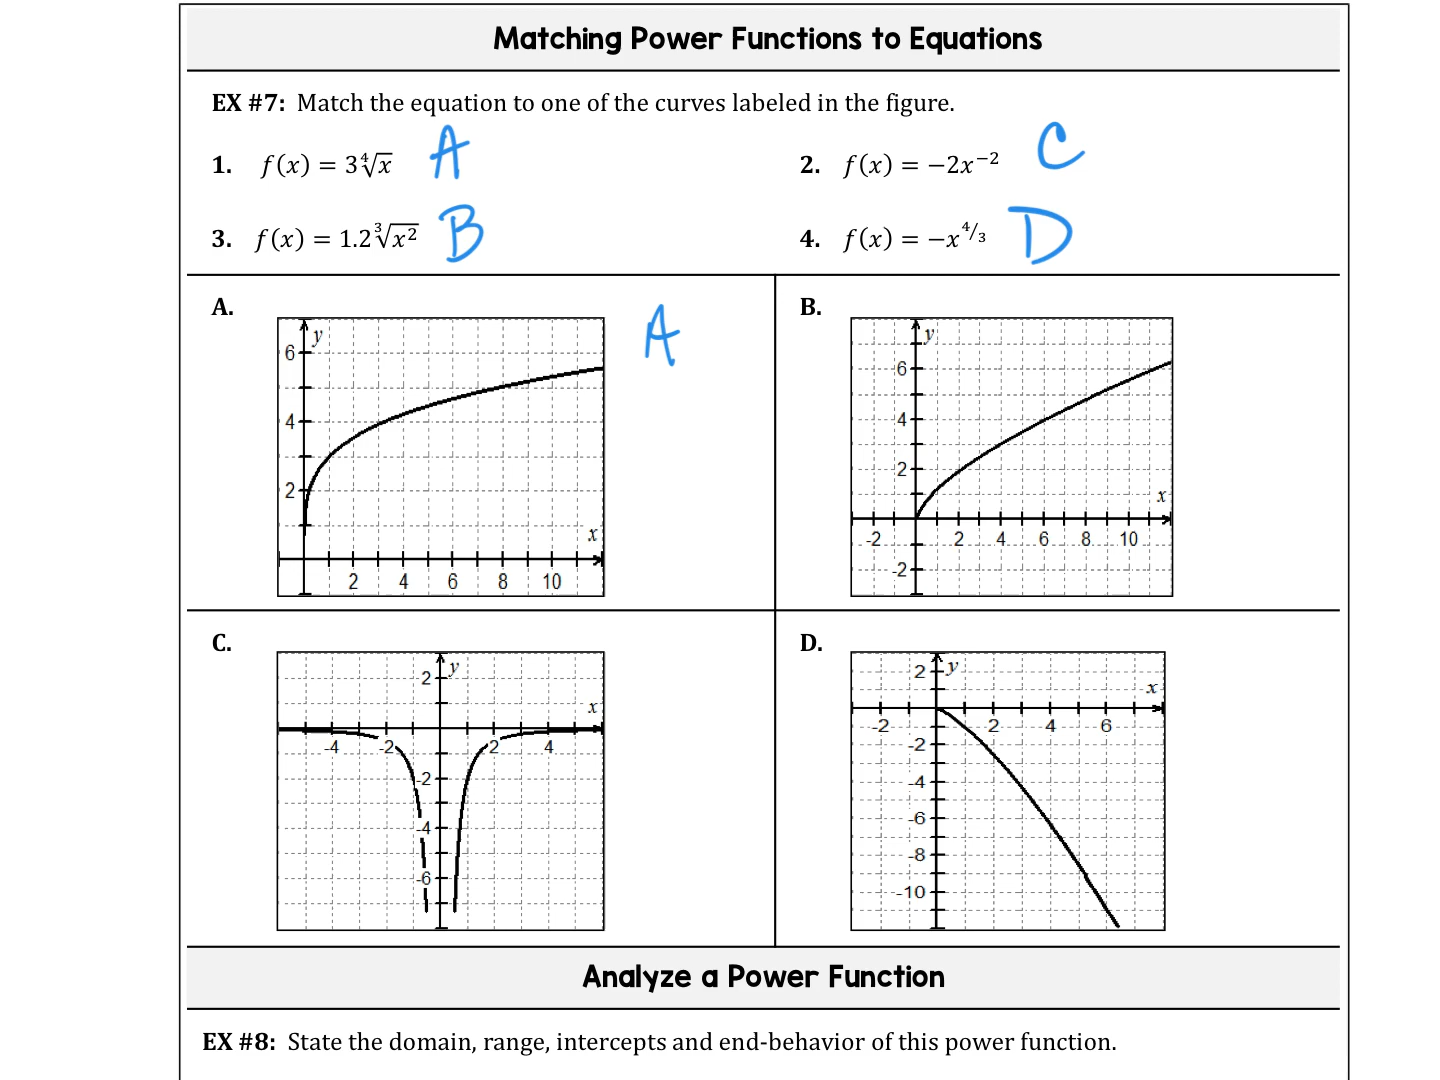 Matching Power Functions to Equations
EX #7: Match the equation to one of the curves labeled in the figure.
1. f(x) = 3∜x A
2. f(x) = −2x⁻² C
3. f(x) = 1.2∛x² B
4. f(x) = −x^4/3 D
A.
A
y
6
4
2
x
2 4 6 8 10
B.
y
6
4
2
x
-2 2 4 6 8 10
-2
C.
2 y
x
-4 -2 2 4
-2
-4
-6
D.
2 y
x
-2 2 4 6
-2
-4
-6
-8
-10
Analyze a Power Function
EX #8: State the domain, range, intercepts and end-behavior of this power function.